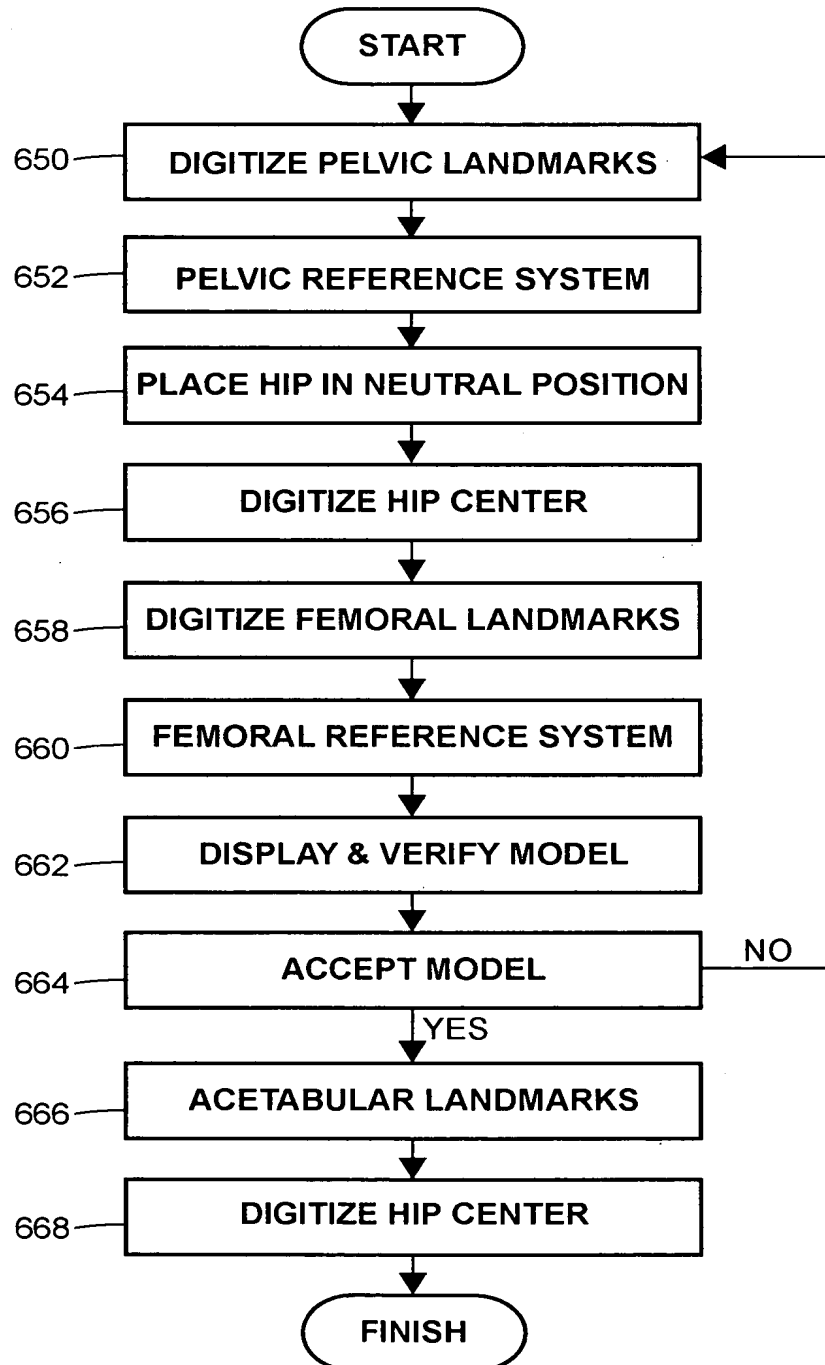 START
650 DIGITIZE PELVIC LANDMARKS
652 PELVIC REFERENCE SYSTEM
654 PLACE HIP IN NEUTRAL POSITION
656 DIGITIZE HIP CENTER
658 DIGITIZE FEMORAL LANDMARKS
660 FEMORAL REFERENCE SYSTEM
662 DISPLAY & VERIFY MODEL
664 ACCEPT MODEL NO
YES
666 ACETABULAR LANDMARKS
668 DIGITIZE HIP CENTER
FINISH